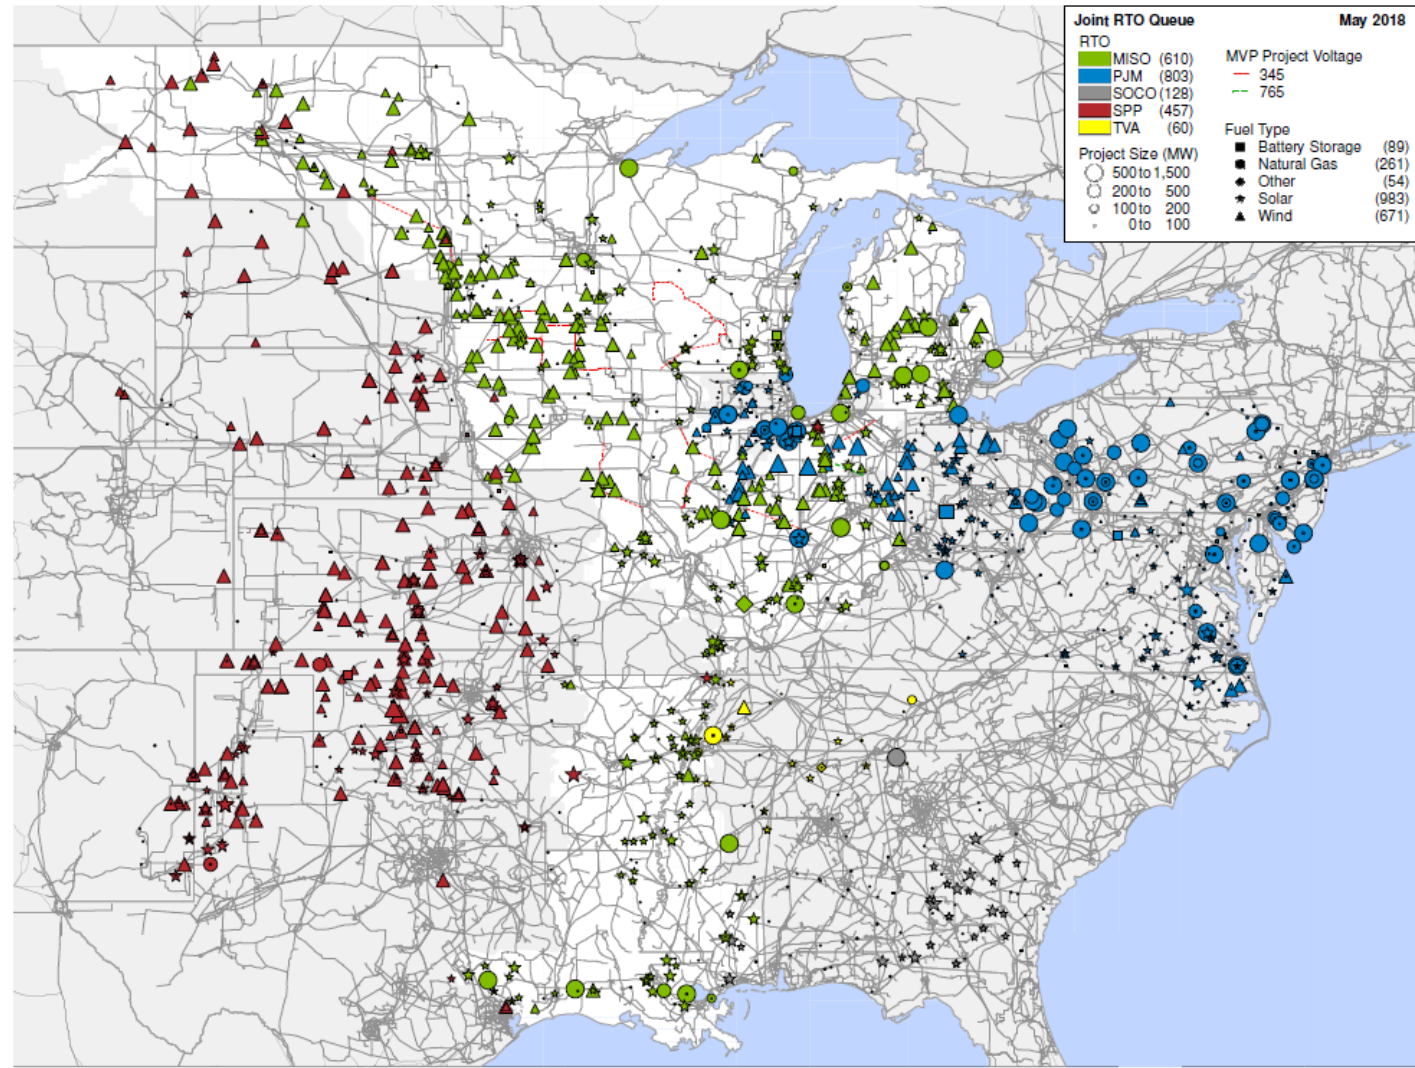 Joint RTO Queue May 2018
RTO
MISO (610)
PJM (803)
SOCO (128)
SPP (457)
TVA (60)
Project Size (MW)
500 to 1,500
200 to 500
100 to 200
0 to 100
MVP Project Voltage
345
765
Fuel Type
Battery Storage (89)
Natural Gas (261)
Other (54)
Solar (983)
Wind (671)